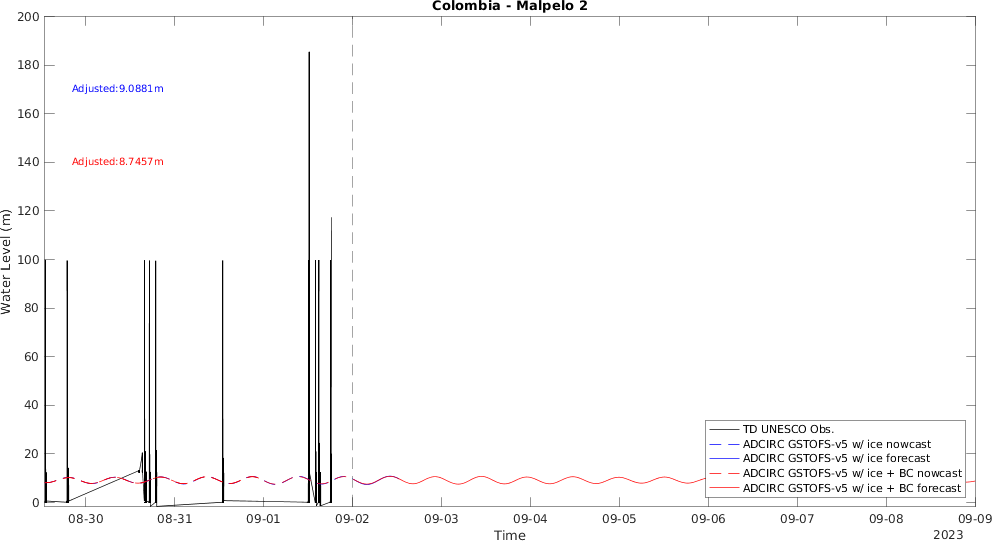 Colombia - Malpelo 2
200
180
160
140
120
100
80
60
40
20
0
Water Level (m)
Adjusted:9.0881m
Adjusted:8.7457m
TD UNESCO Obs.
ADCIRC GSTOFS-v5 w/ ice nowcast
ADCIRC GSTOFS-v5 w/ ice forecast
ADCIRC GSTOFS-v5 w/ ice + BC nowcast
ADCIRC GSTOFS-v5 w/ ice + BC forecast
08-30 08-31 09-01 09-02 09-03 09-04 09-05 09-06 09-07 09-08 09-09
Time
2023